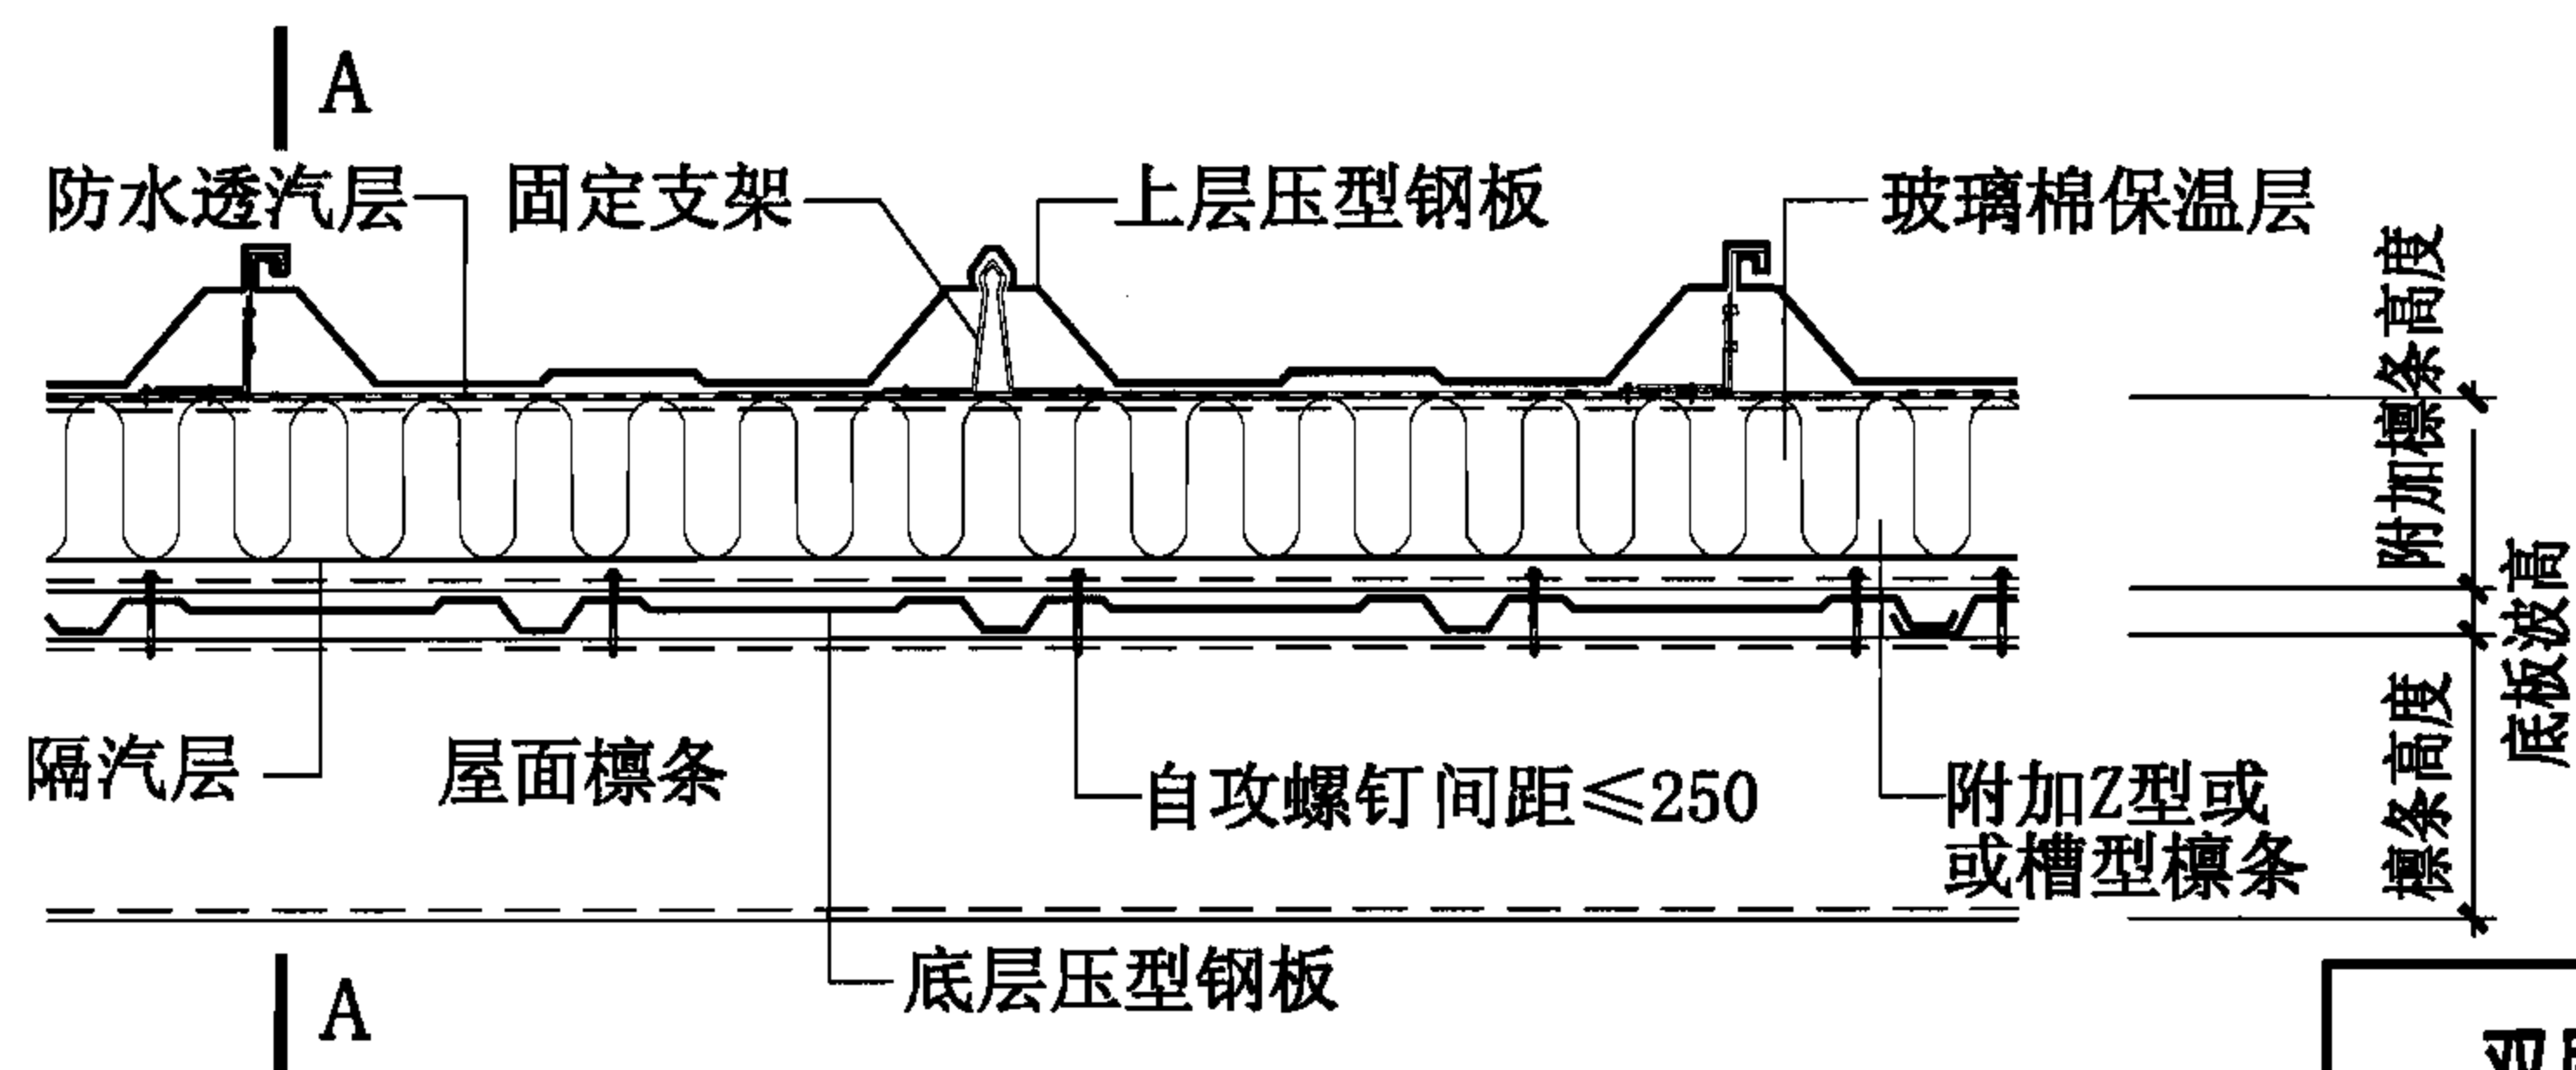 A
防水透汽层
固定支架
上层压型钢板
玻璃棉保温层
附加檩条高度
底板波高
檩条高度
隔汽层
屋面檩条
自攻螺钉间距≤250
附加Z型或
或槽型檩条
底层压型钢板
A